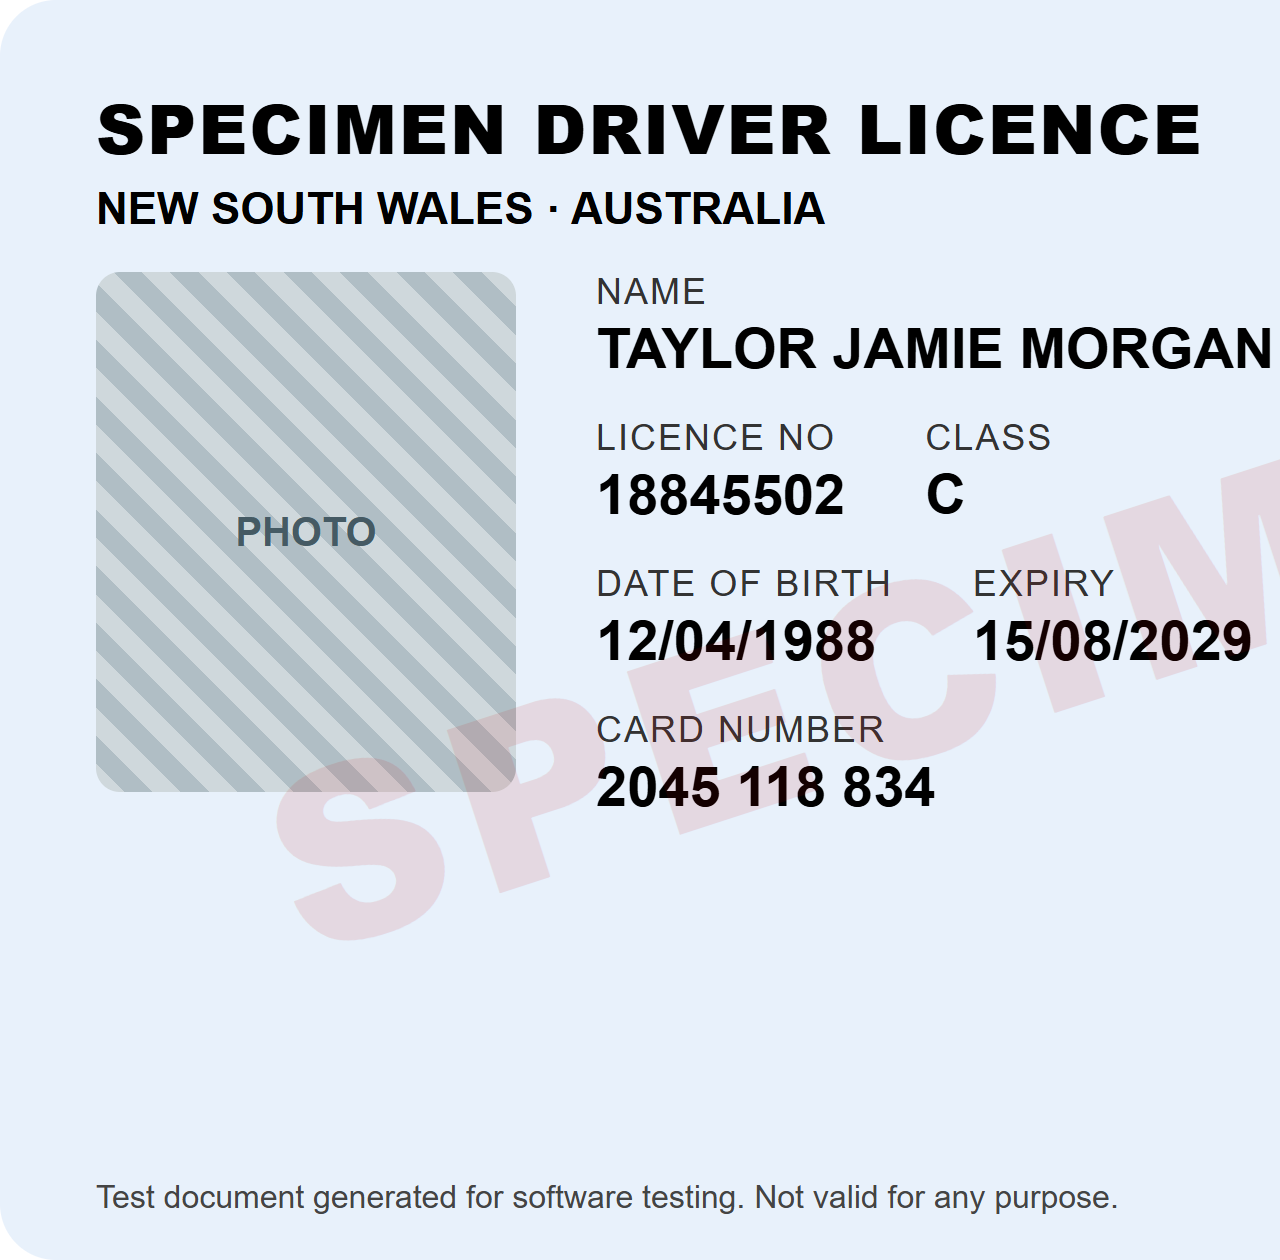 SPECIMEN DRIVER LICENCE
NEW SOUTH WALES · AUSTRALIA
PHOTO
NAME
TAYLOR JAMIE MORGAN
LICENCE NO CLASS
18845502 C
DATE OF BIRTH EXPIRY
12/04/1988 15/08/2029
CARD NUMBER
2045 118 834
SPECIM
Test document generated for software testing. Not valid for any purpose.